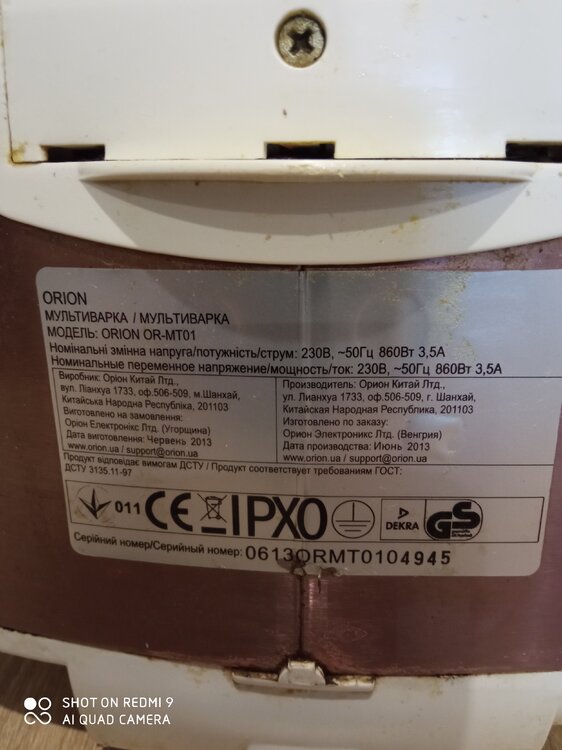 ORION
МУЛЬТИВАРКА / МУЛЬТИВАРКА
МОДЕЛЬ: ORION OR-MT01
Номінальні змінна напруга/потужність/струм: 230В, ~50Гц 860Вт 3,5А
Номинальные переменное напряжение/мощность/ток: 230В, ~50Гц 860Вт 3,5А
Виробник: Оріон Китай Лтд.,
вул. Ліанхуа 1733, оф.506-509, м.Шанхай,
Китайська Народна Республіка, 201103
Виготовлено на замовлення:
Оріон Електронікс Лтд. (Угорщина)
Дата виготовлення: Червень 2013
www.orion.ua / support@orion.ua
Производитель: Орион Китай Лтд.,
ул. Лианхуа 1733, оф.506-509, г. Шанхай,
Китайская Народная Республика, 201103
Изготовлено по заказу:
Орион Электроникс Лтд. (Венгрия)
Дата производства: Июнь 2013
www.orion.ua / support@orion.ua
Продукт відповідає вимогам ДСТУ / Продукт соответствует требованиям ГОСТ:
ДСТУ 3135.11-97
011 CE IPX0 DEKRA GS
Серійний номер/Серийный номер: 0613ORMT0104945
SHOT ON REDMI 9
AI QUAD CAMERA